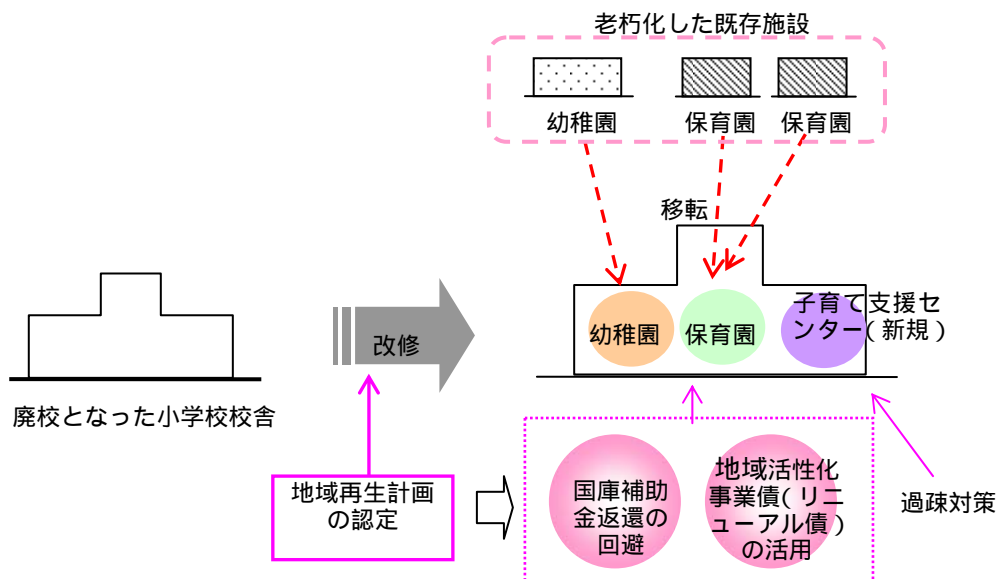 老朽化した既存施設
幼稚園
保育園
保育園
移転
改修
幼稚園
保育園
子育て支援セ
ンター(新規)
廃校となった小学校校舎
地域再生計画
の認定
国庫補助
金返還の
回避
地域活性化
事業債(リニ
ューアル債)
の活用
過疎対策